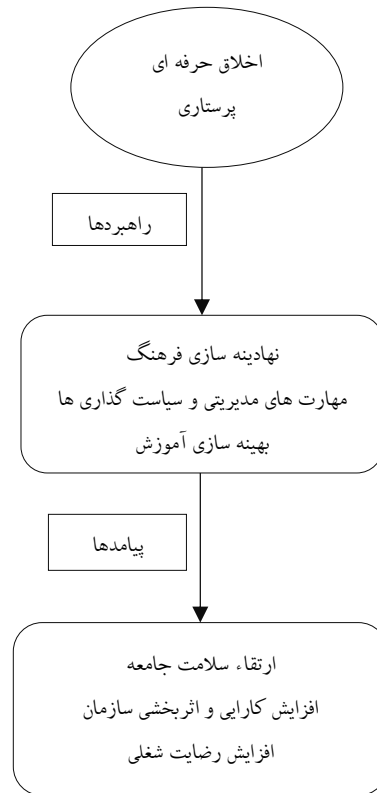 اخلاق حرفه ای
پرستاری
راهبردها
نهادینه سازی فرهنگ
مهارت های مدیریتی و سیاست گذاری ها
بهینه سازی آموزش
پیامدها
ارتقاء سلامت جامعه
افزایش کارایی و اثربخشی سازمان
افزایش رضایت شغلی